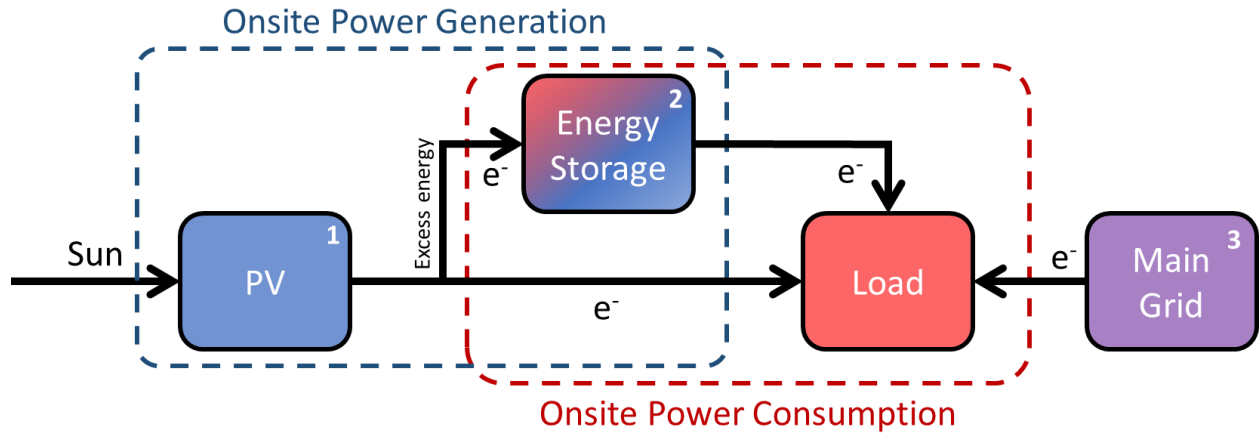 Onsite Power Generation
2
Energy
Storage
Excess energy
e-
e-
Sun
1
PV
e-
Load
e-
3
Main
Grid
Onsite Power Consumption